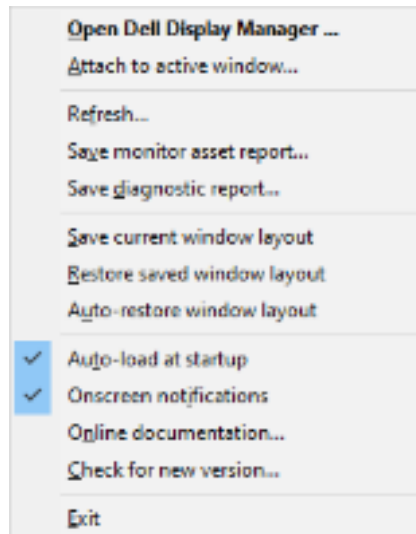 Open Dell Display Manager ...
Attach to active window...
Refresh...
Save monitor asset report...
Save diagnostic report...
Save current window layout
Restore saved window layout
Auto-restore window layout
Auto-load at startup
Onscreen notifications
Online documentation...
Check for new version...
Exit